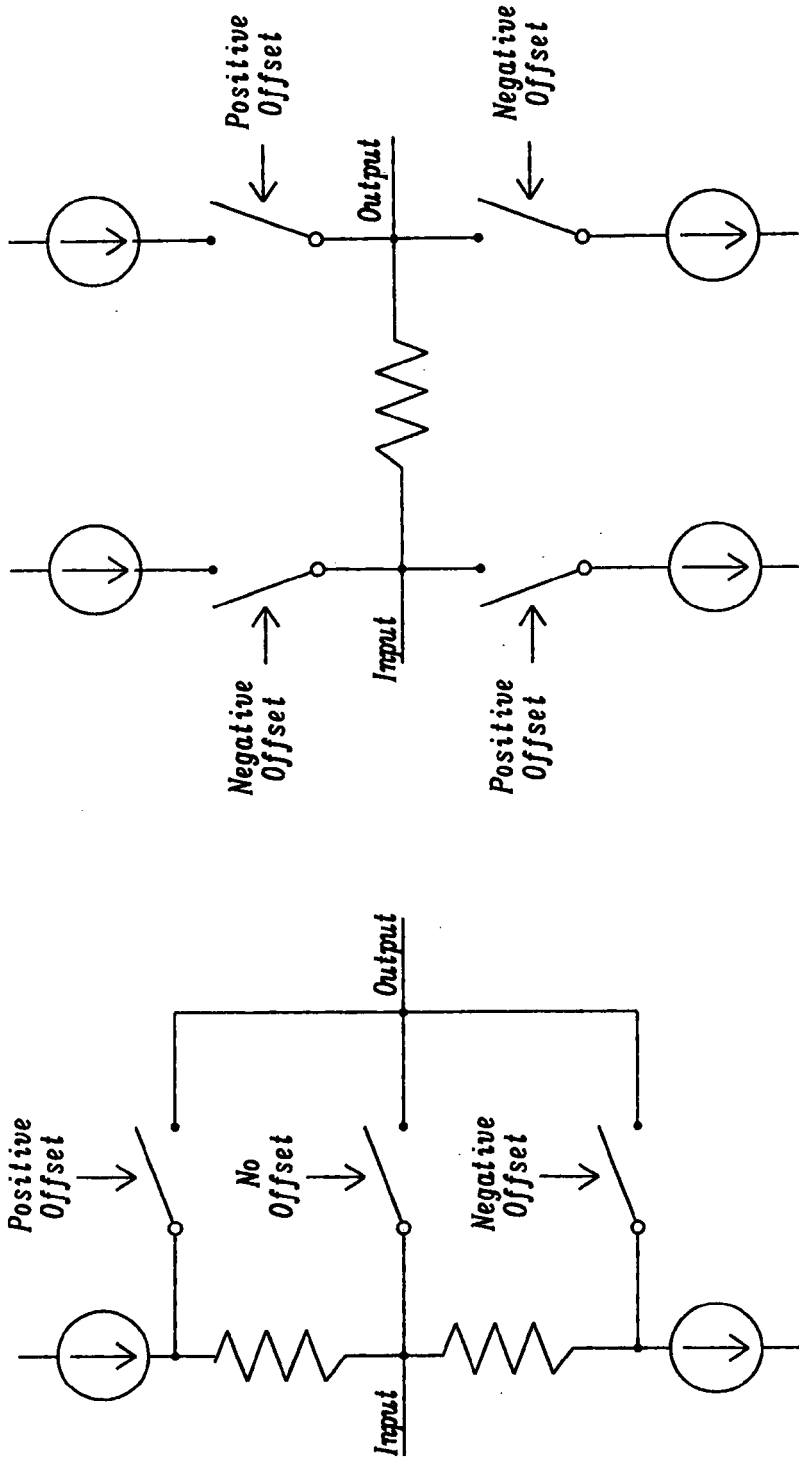 Positive
Offset
No
Offset
Input
Output
Negative
Offset
Negative
Offset
Positive
Offset
Input
Output
Positive
Offset
Negative
Offset